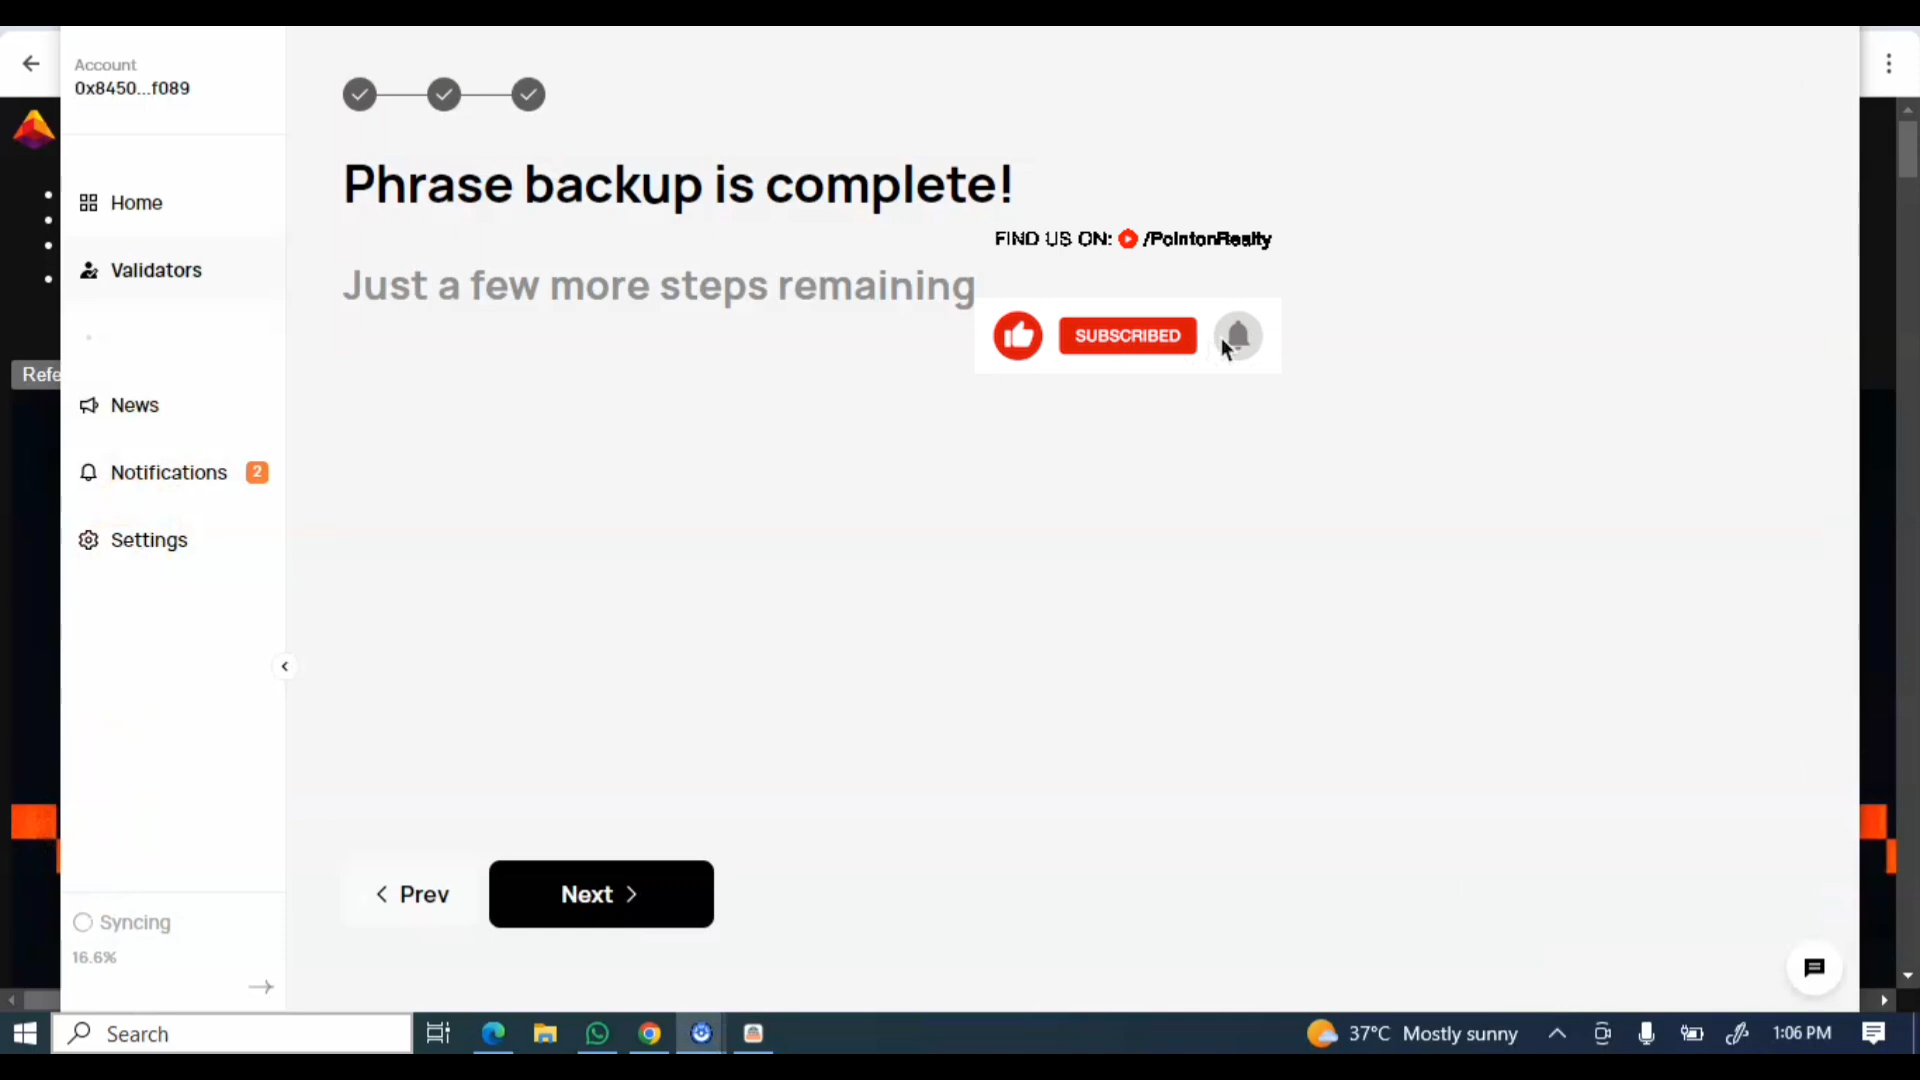 Account
0x8450...f089
Home
Validators
News
Notifications 2
Settings
Syncing
16.6%
Refe
Phrase backup is complete!
FIND US ON: /PointonRealty
Just a few more steps remaining
SUBSCRIBED
Prev
Next
Search
37°C Mostly sunny
1:06 PM